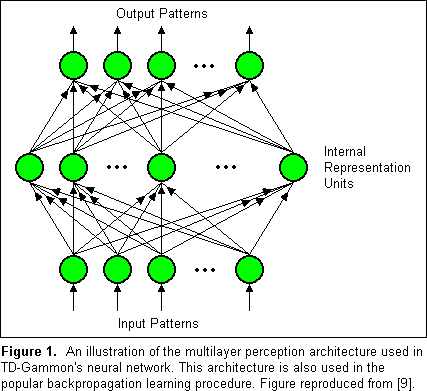 Output Patterns
Internal
Representation
Units
Input Patterns
Figure 1. An illustration of the multilayer perception architecture used in
TD-Gammon's neural network. This architecture is also used in the
popular backpropagation learning procedure. Figure reproduced from [9].